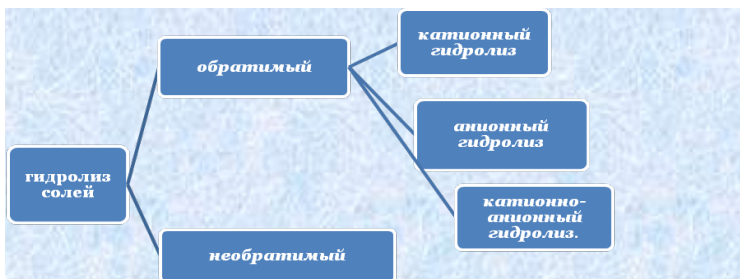 гидролиз
солей
обратимый
катионный
гидролиз
анионный
гидролиз
катионно-
анионный
гидролиз.
необратимый